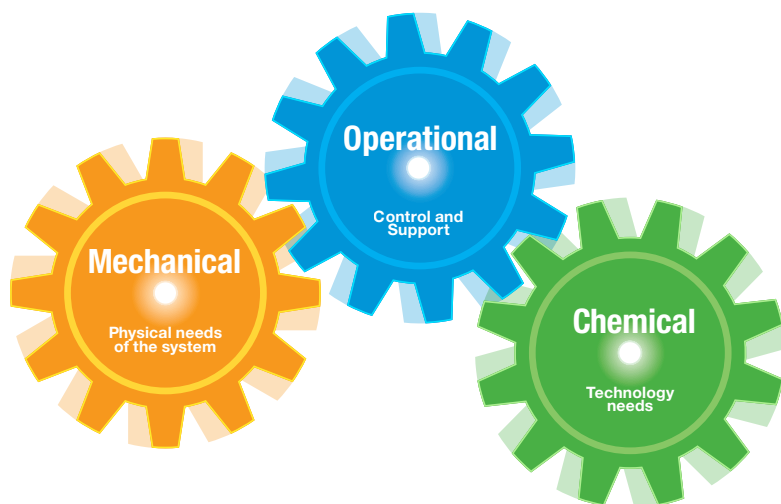 Operational
Control and
Support
Mechanical
Physical needs
of the system
Chemical
Technology
needs